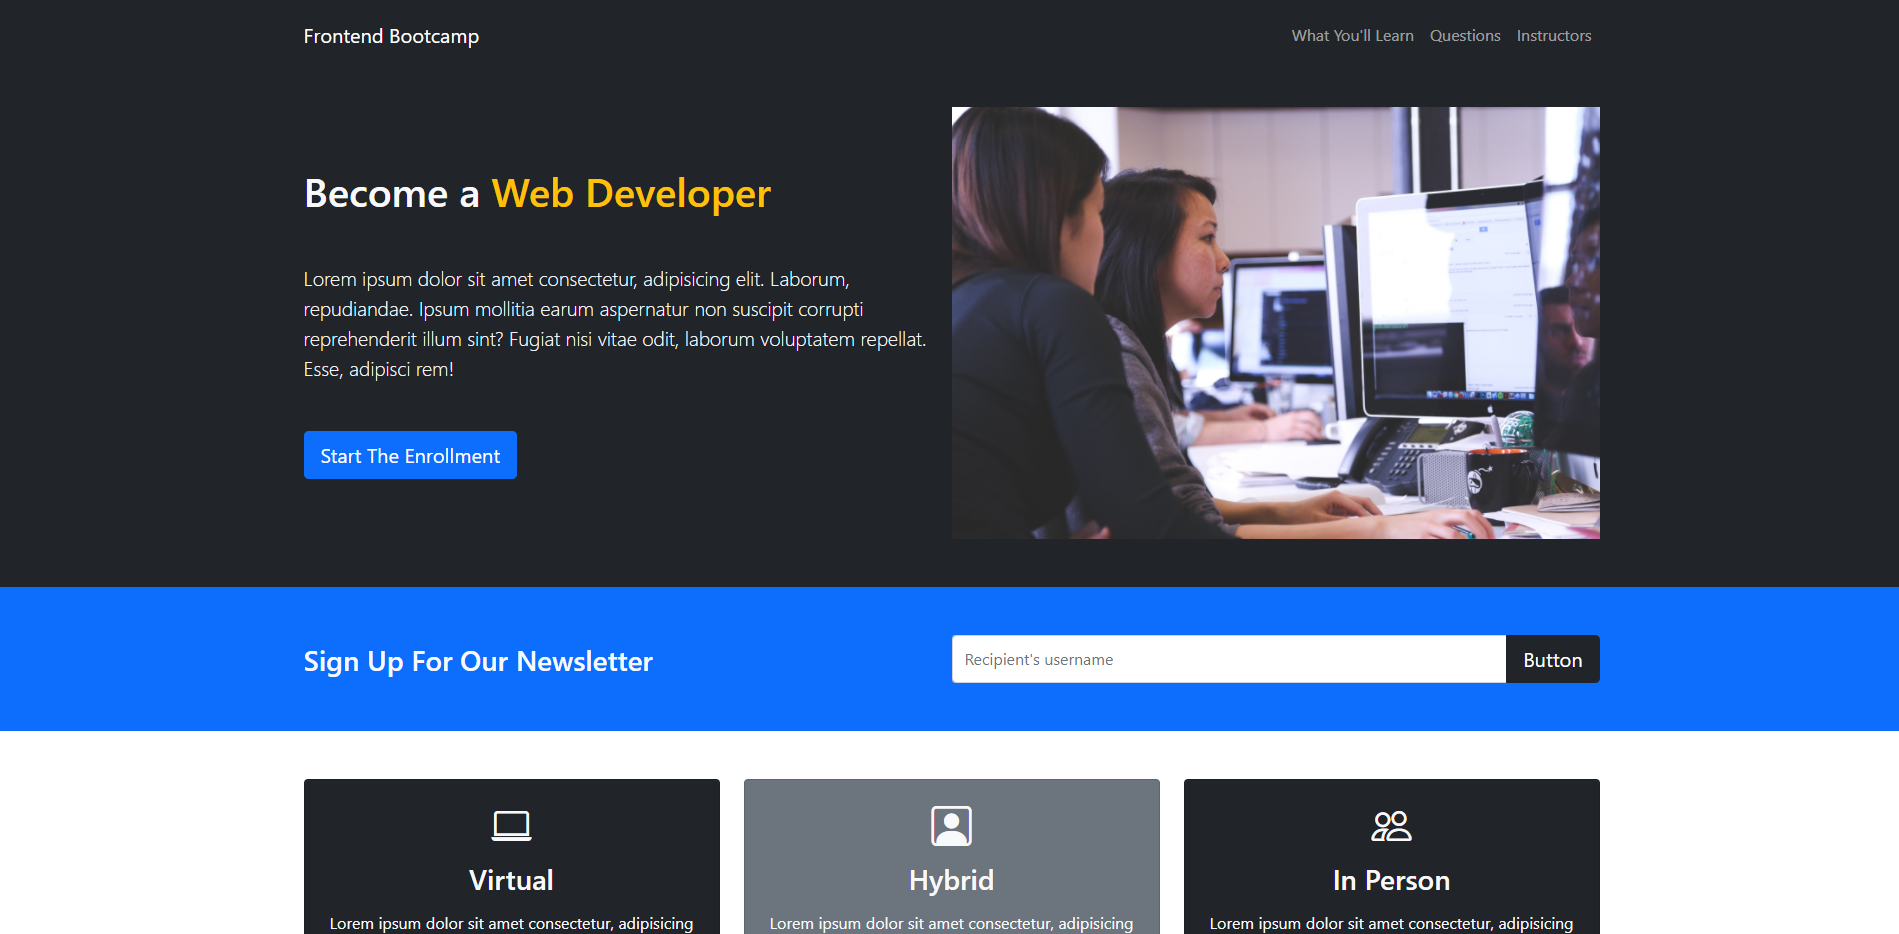 Frontend Bootcamp
What You'll Learn Questions Instructors
Become a Web Developer
Lorem ipsum dolor sit amet consectetur, adipisicing elit. Laborum,
repudiandae. Ipsum mollitia earum aspernatur non suscipit corrupti
reprehenderit illum sint? Fugiat nisi vitae odit, laborum voluptatem repellat.
Esse, adipisci rem!
Start The Enrollment
Sign Up For Our Newsletter
Recipient's username
Button
Virtual
Lorem ipsum dolor sit amet consectetur, adipisicing
Hybrid
Lorem ipsum dolor sit amet consectetur, adipisicing
In Person
Lorem ipsum dolor sit amet consectetur, adipisicing